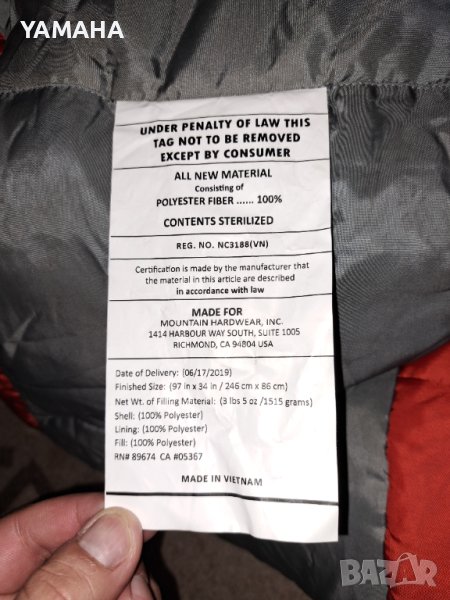 YAMAHA
UNDER PENALTY OF LAW THIS
TAG NOT TO BE REMOVED
EXCEPT BY CONSUMER
ALL NEW MATERIAL
Consisting of
POLYESTER FIBER ...... 100%
CONTENTS STERILIZED
REG. NO. NC3188(VN)
Certification is made by the manufacturer that
the material in this article are described
in accordance with law
MADE FOR
MOUNTAIN HARDWEAR, INC.
1414 HARBOUR WAY SOUTH, SUITE 1005
RICHMOND, CA 94804 USA
Date of Delivery: (06/17/2019)
Finished Size: (97 in x 34 in / 246 cm x 86 cm)
Net Wt. of Filling Material: (3 lbs 5 oz /1515 grams)
Shell: (100% Polyester)
Lining: (100% Polyester)
Fill: (100% Polyester)
RN# 89674 CA #05367
MADE IN VIETNAM
BAZAR.BG